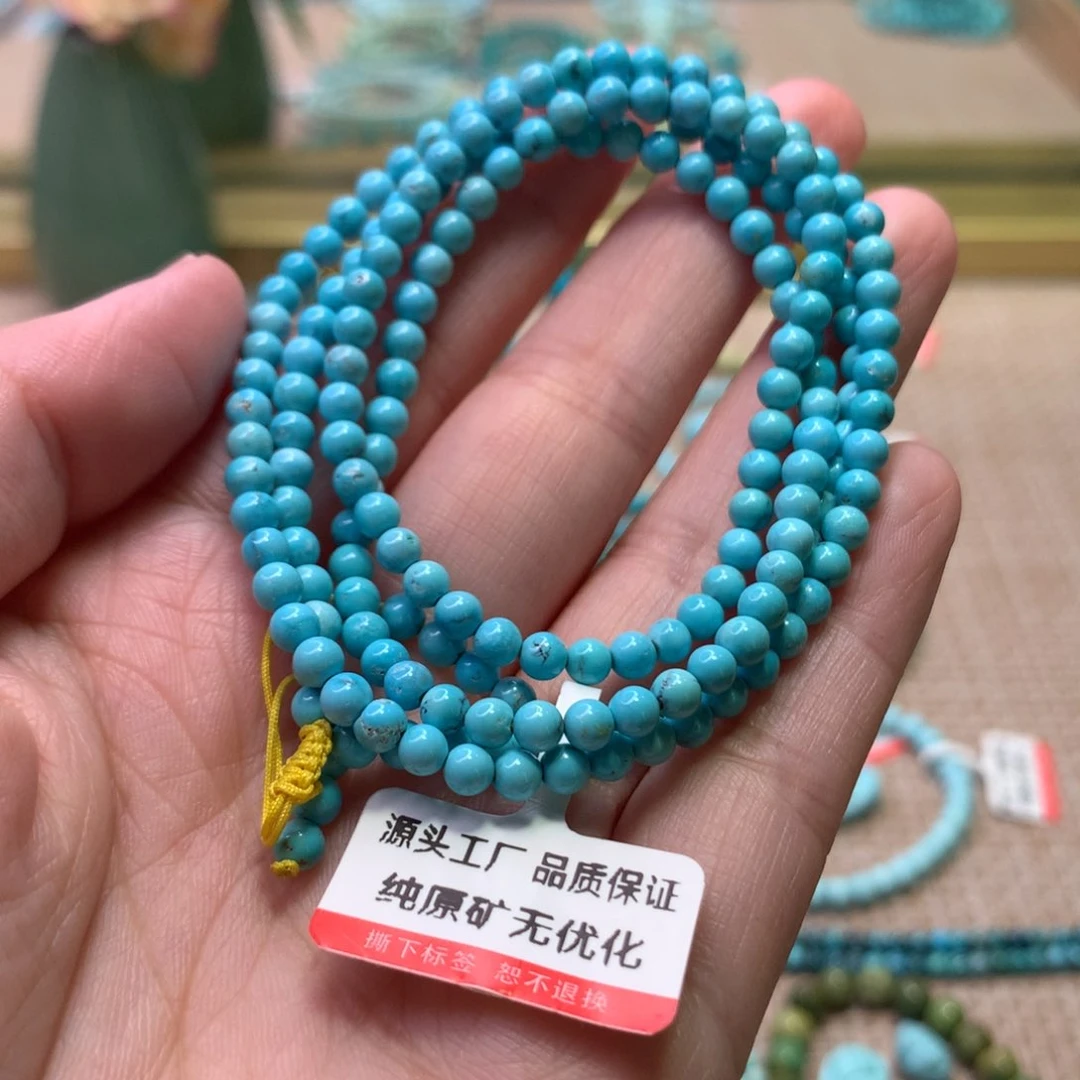 源头工厂 品质保证
纯原矿无优化
撕下标签 恕不退换